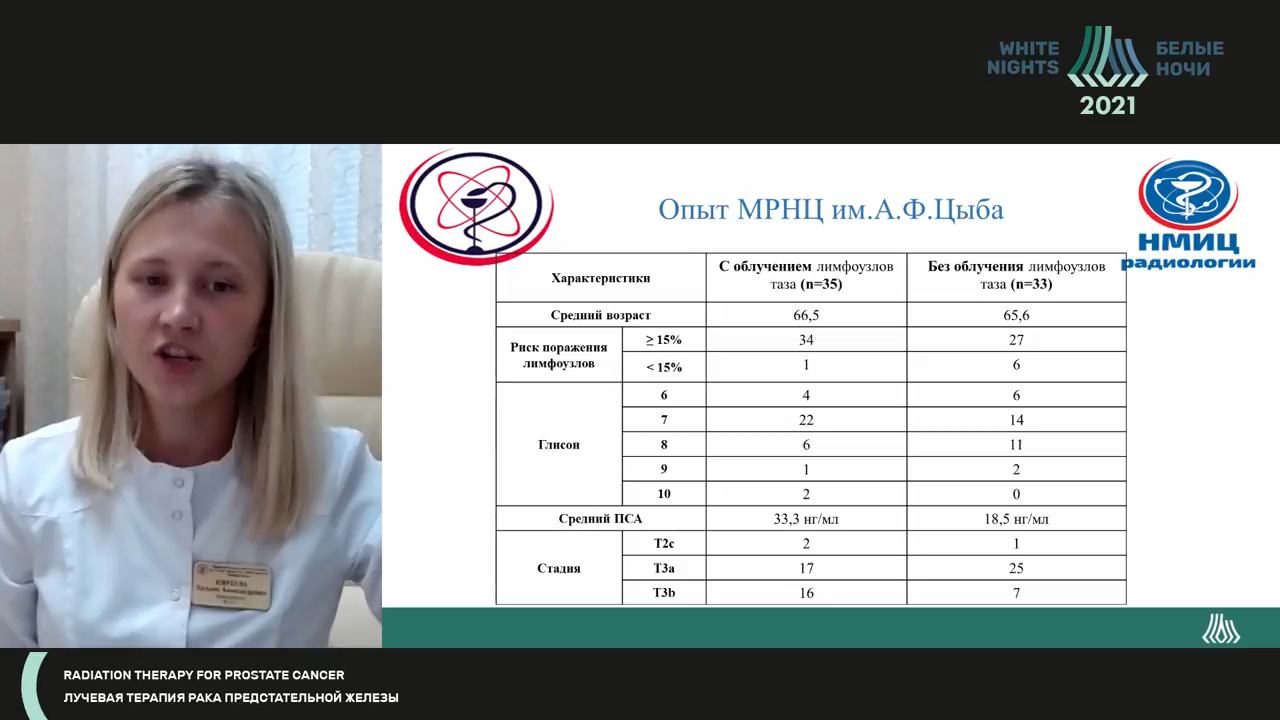 WHITE
NIGHTS
БЕЛЫЕ
НОЧИ
2021
Опыт МРНЦ им.А.Ф.Цыба
НМИЦ
радиологии
Характеристики
С облучением лимфоузлов
таза (n=35)
Без облучения лимфоузлов
таза (n=33)
Средний возраст 66,5 65,6
Риск поражения
лимфоузлов
≥ 15% 34 27
< 15% 1 6
Глисон
6 4 6
7 22 14
8 6 11
9 1 2
10 2 0
Средний ПСА 33,3 нг/мл 18,5 нг/мл
Стадия
T2c 2 1
T3a 17 25
T3b 16 7
RADIATION THERAPY FOR PROSTATE CANCER
ЛУЧЕВАЯ ТЕРАПИЯ РАКА ПРЕДСТАТЕЛЬНОЙ ЖЕЛЕЗЫ